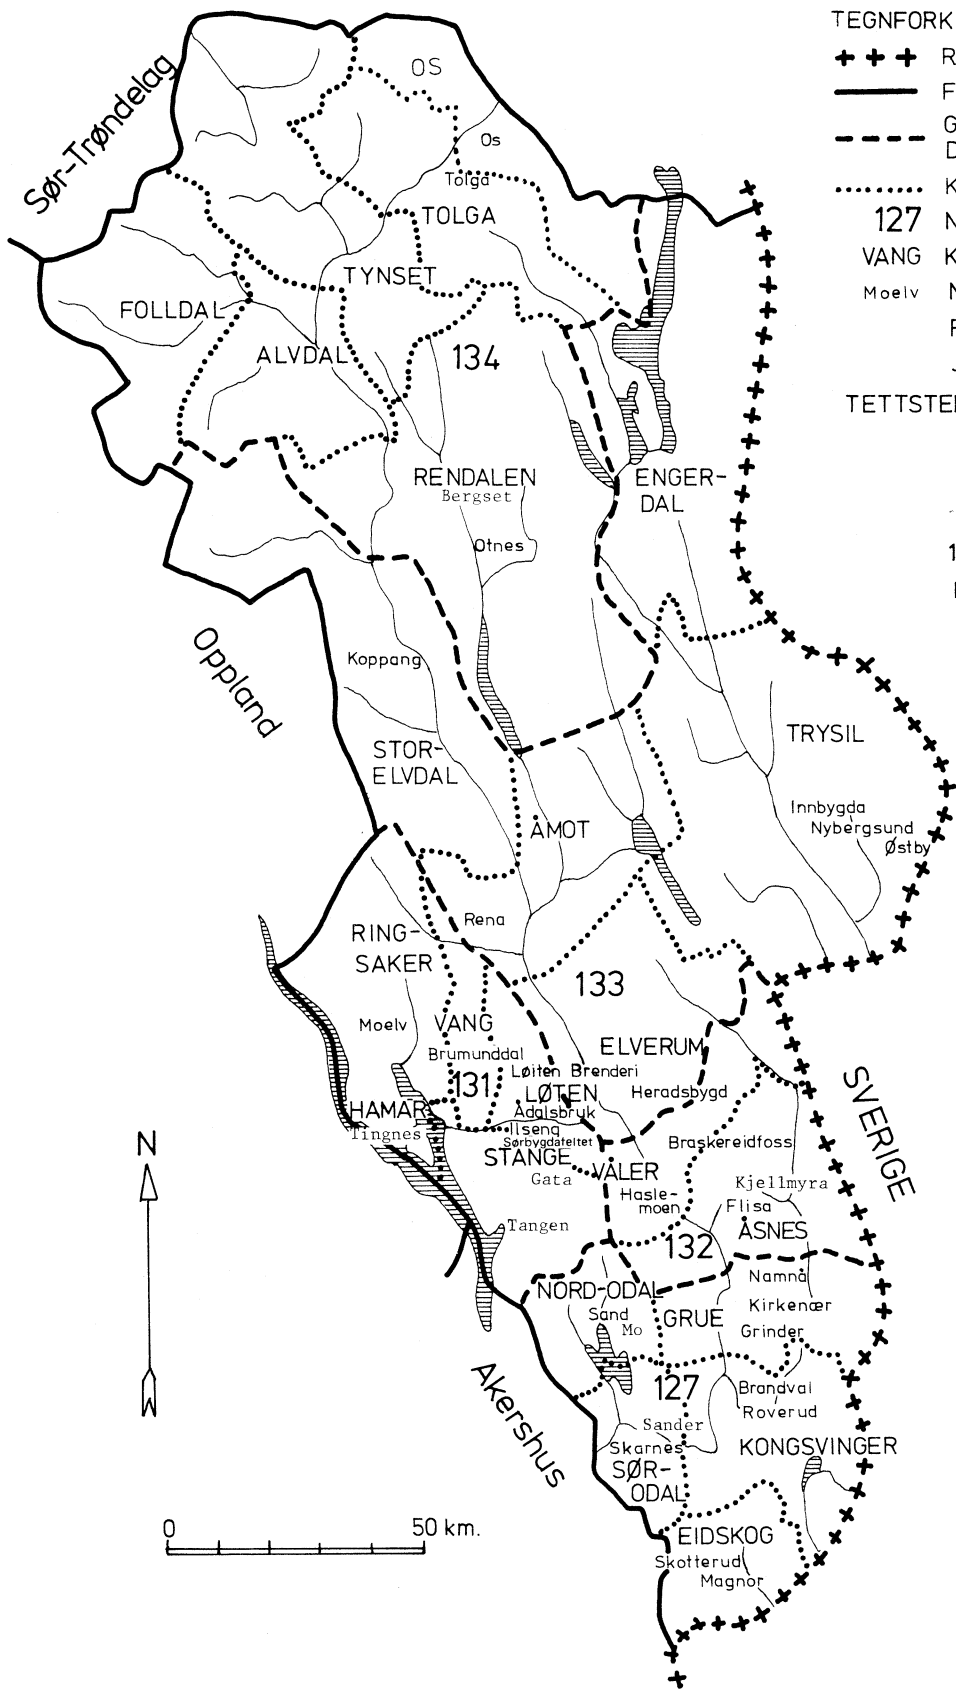 TEGNFORK
R
F
G
D
K
127 N
VANG K
Moelv N
F
J
TETTSTE
1
Sør-Trøndelag
OS
Os
Tolga
TOLGA
TYNSET
FOLLDAL
ALVDAL
134
RENDALEN
Bergset
ENGER-
DAL
Otnes
Oppland
Koppang
STOR-
ELVDAL
TRYSIL
Innbygda
Nybergsund
Østby
ÅMOT
Rena
RING-
SAKER
133
Moelv
VANG
Brumunddal
131
ELVERUM
Løiten Brenderi
LØTEN
Heradsbygd
SVERIGE
HAMAR
Ådalsbruk
Tingnes
Ilseng
Sørbygdafeltet
STANGE
Gata
VÅLER
Braskereidfoss
N
Hasle-
moen
Kjellmyra
Flisa
ÅSNES
Tangen
132
NORD-ODAL
Namnå
Sand
Mo
GRUE
Kirkenær
Grinder
127
Brandval
Roverud
Akershus
Sander
Skarnes
KONGSVINGER
SØR-
ODAL
0 50 km.
EIDSKOG
Skotterud
Magnor